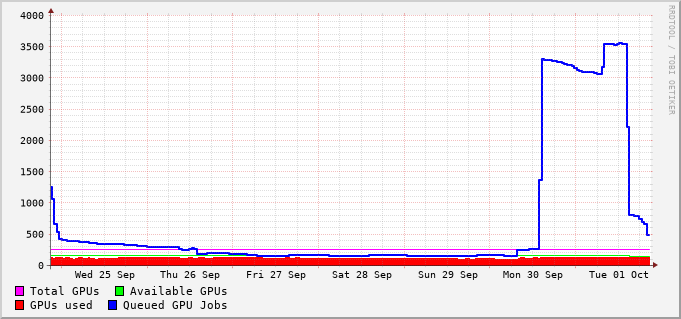 4000
3500
3000
2500
2000
1500
1000
500
0
Wed 25 Sep Thu 26 Sep Fri 27 Sep Sat 28 Sep Sun 29 Sep Mon 30 Sep Tue 01 Oct
Total GPUs Available GPUs
GPUs used Queued GPU Jobs
RRDTOOL / TOBI OETIKER